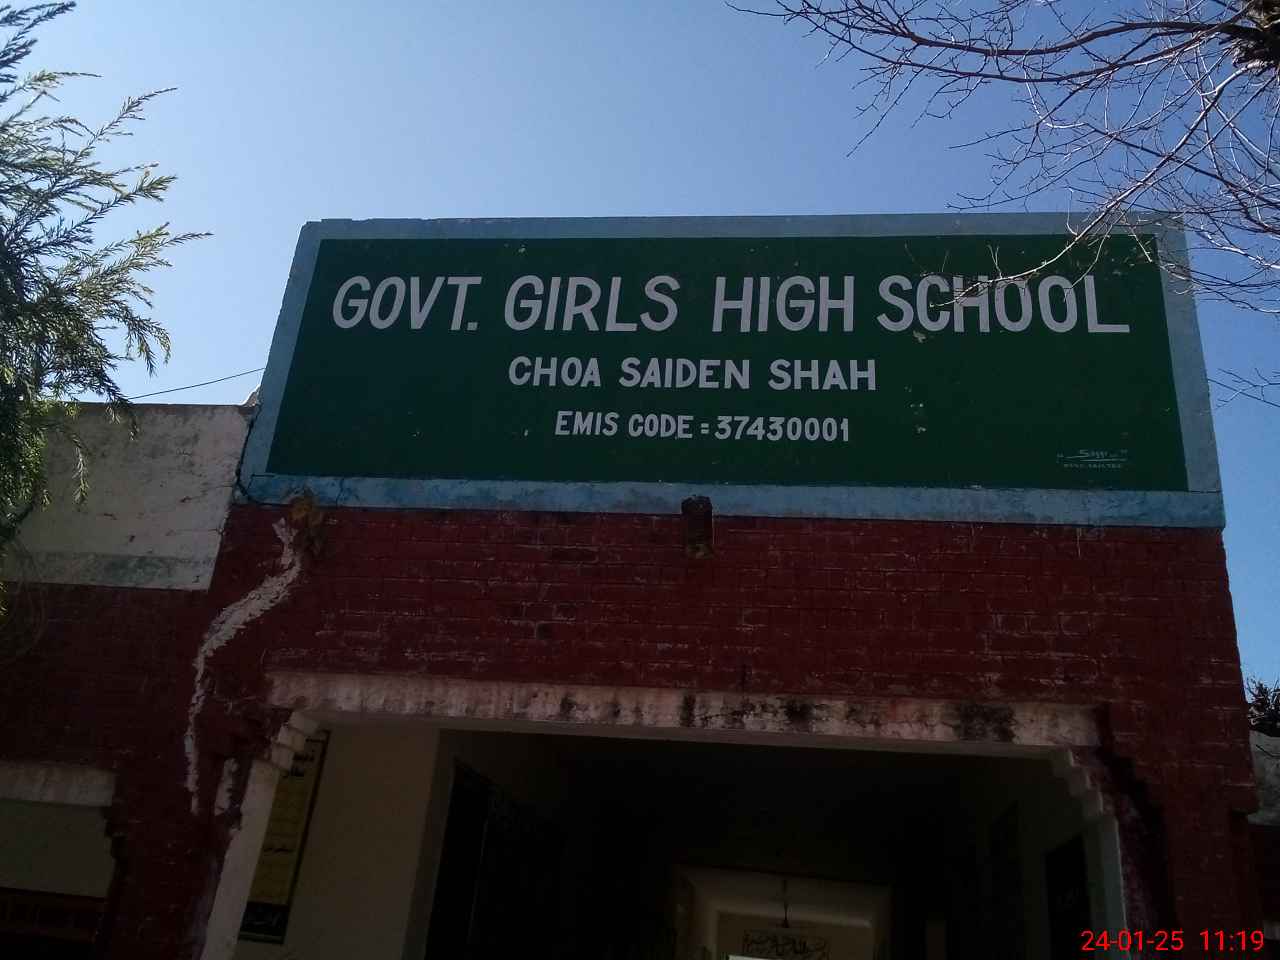 GOVT. GIRLS HIGH SCHOOL
CHOA SAIDEN SHAH
EMIS CODE = 37430001
24-01-25 11:19